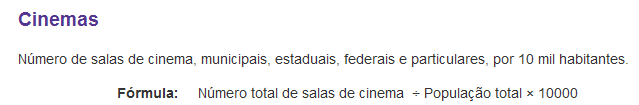 Cinemas
Número de salas de cinema, municipais, estaduais, federais e particulares, por 10 mil habitantes.
Fórmula: Número total de salas de cinema ÷ População total × 10000